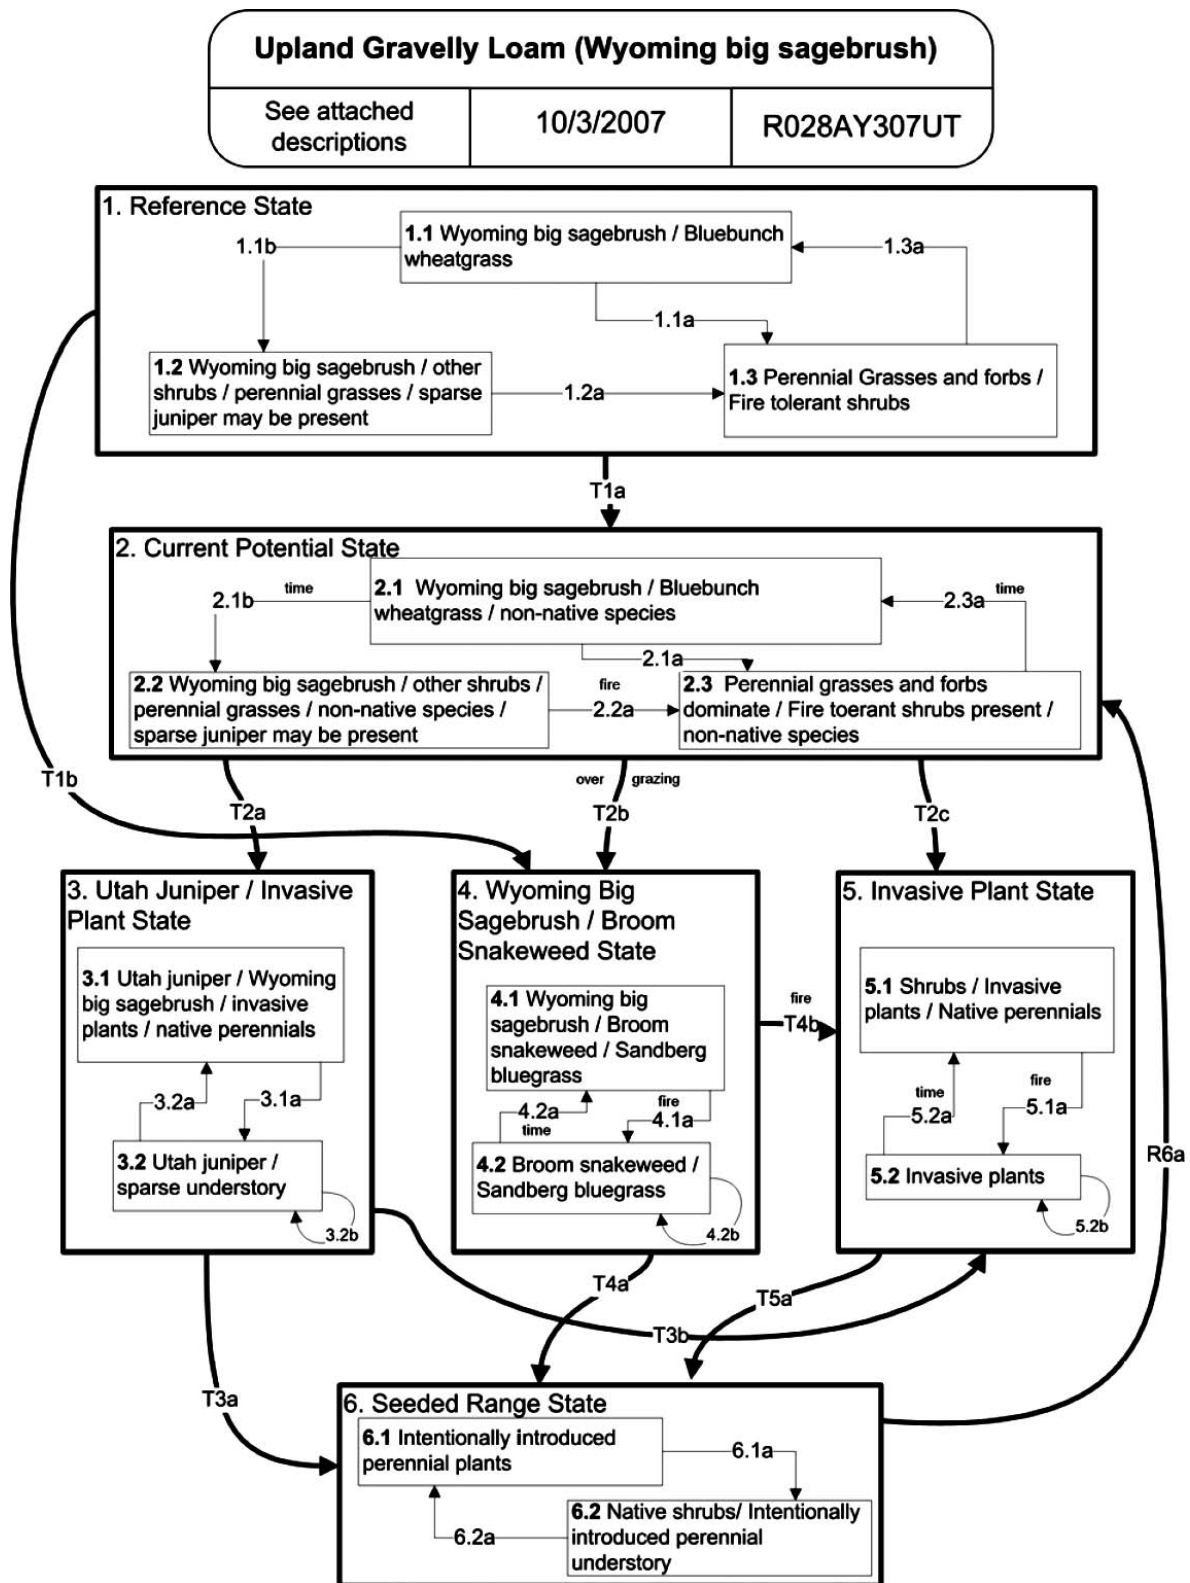 Upland Gravelly Loam (Wyoming big sagebrush)
See attached
descriptions
10/3/2007
R028AY307UT
1. Reference State
1.1 Wyoming big sagebrush / Bluebunch
wheatgrass
1.1b
1.3a
1.1a
1.2 Wyoming big sagebrush / other
shrubs / perennial grasses / sparse
juniper may be present
1.2a
1.3 Perennial Grasses and forbs /
Fire tolerant shrubs
T1a
2. Current Potential State
2.1 Wyoming big sagebrush / Bluebunch
wheatgrass / non-native species
time
2.1b
2.3a
time
2.1a
2.2 Wyoming big sagebrush / other shrubs /
perennial grasses / non-native species /
sparse juniper may be present
fire
2.2a
2.3 Perennial grasses and forbs
dominate / Fire toerant shrubs present /
non-native species
T1b
T2a
over grazing
T2b
T2c
3. Utah Juniper / Invasive
Plant State
3.1 Utah juniper / Wyoming
big sagebrush / invasive
plants / native perennials
3.2a
3.1a
3.2 Utah juniper /
sparse understory
3.2b
4. Wyoming Big
Sagebrush / Broom
Snakeweed State
4.1 Wyoming big
sagebrush / Broom
snakeweed / Sandberg
bluegrass
4.2a
time
fire
4.1a
4.2 Broom snakeweed /
Sandberg bluegrass
4.2b
fire
T4b
5. Invasive Plant State
5.1 Shrubs / Invasive
plants / Native perennials
time
5.2a
fire
5.1a
5.2 Invasive plants
5.2b
R6a
T4a
T5a
T3b
T3a
6. Seeded Range State
6.1 Intentionally introduced
perennial plants
6.1a
6.2 Native shrubs/ Intentionally
introduced perennial
understory
6.2a